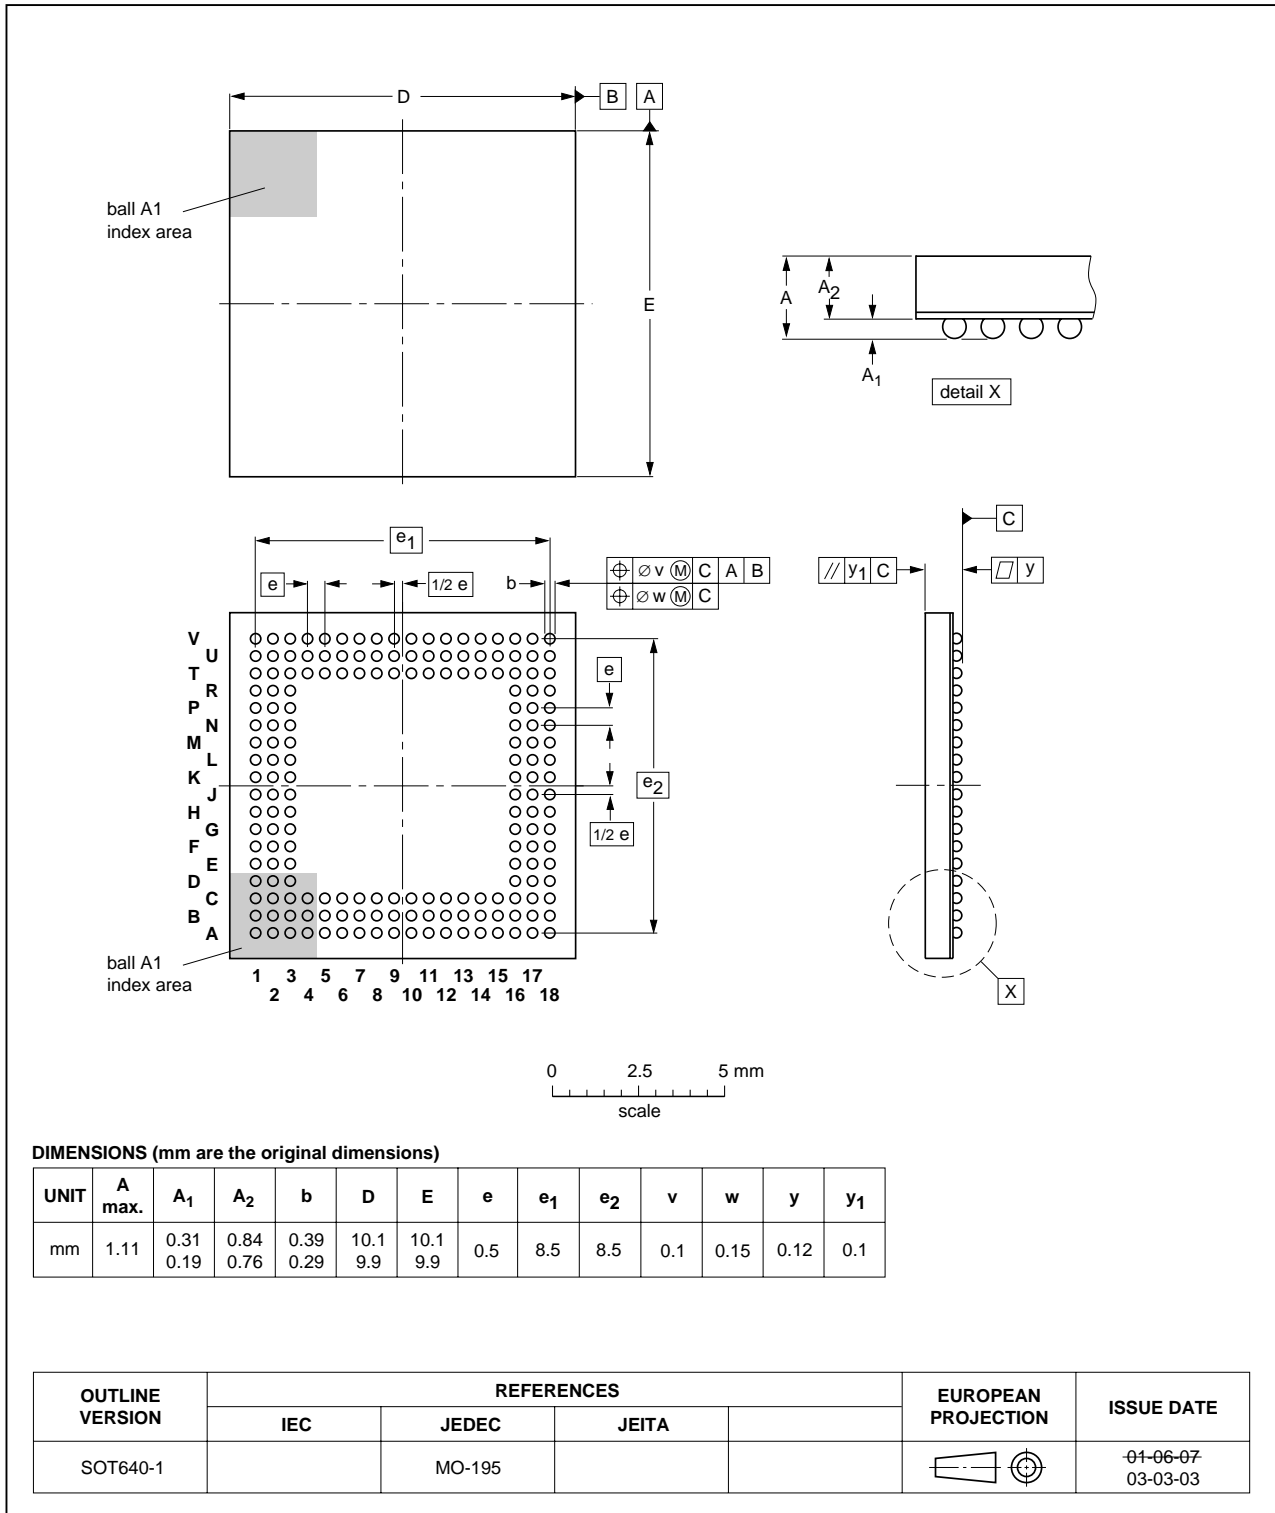 D
B
A
ball A1
index area
E
A
A2
A1
detail X
e1
e
1/2 e
b
⌖ ⌀ v Ⓜ C A B
⌖ ⌀ w Ⓜ C
C
// y1 C
▱ y
V
U
T
R
P
N
M
L
K
J
H
G
F
E
D
C
B
A
e
e2
1/2 e
ball A1
index area
1 3 5 7 9 11 13 15 17
2 4 6 8 10 12 14 16 18
X
0 2.5 5 mm
scale
DIMENSIONS (mm are the original dimensions)
UNIT A max. A1 A2 b D E e e1 e2 v w y y1
mm 1.11 0.31 0.19 0.84 0.76 0.39 0.29 10.1 9.9 10.1 9.9 0.5 8.5 8.5 0.1 0.15 0.12 0.1
OUTLINE VERSION REFERENCES EUROPEAN PROJECTION ISSUE DATE
IEC JEDEC JEITA
SOT640-1 MO-195 01-06-07
03-03-03